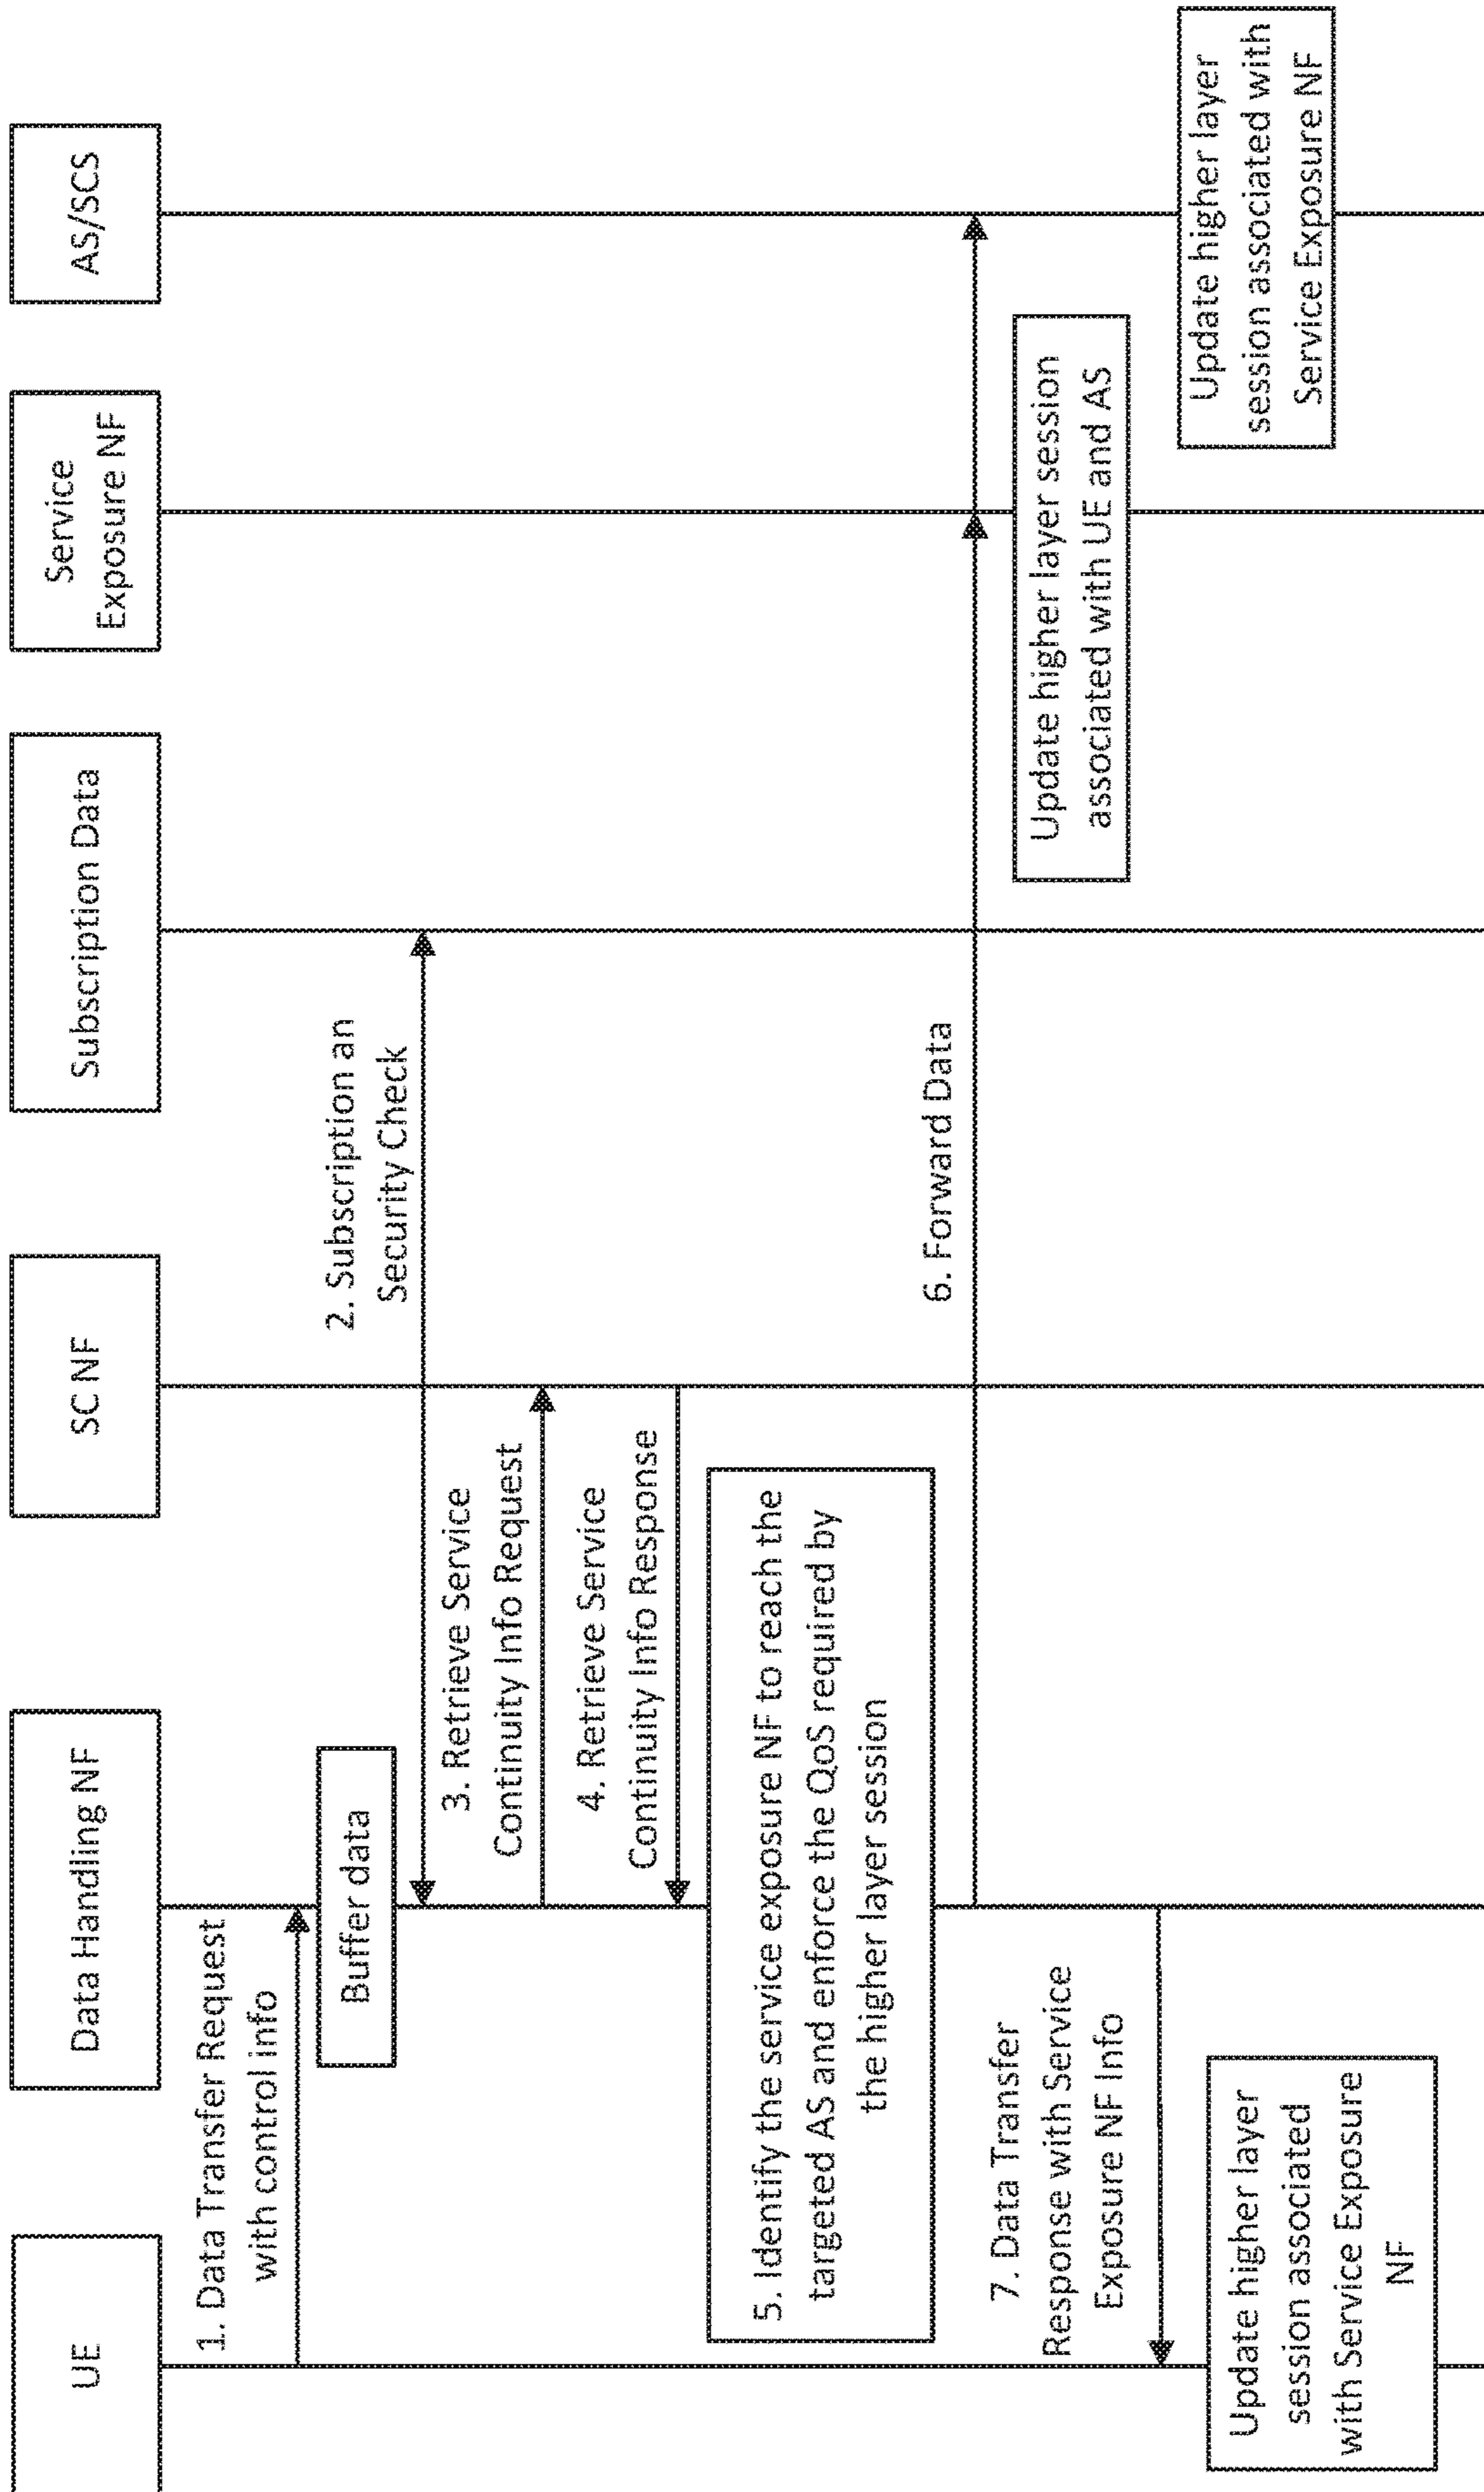 UE
Data Handling NF
SC NF
Subscription Data
Service
Exposure NF
AS/SCS
1. Data Transfer Request
with control info
Buffer data
2. Subscription an
Security Check
3. Retrieve Service
Continuity Info Request
4. Retrieve Service
Continuity Info Response
5. Identify the service exposure NF to reach the
targeted AS and enforce the QoS required by
the higher layer session
6. Forward Data
Update higher layer session
associated with UE and AS
7. Data Transfer
Response with Service
Exposure NF Info
Update higher layer
session associated with
Service Exposure NF
Update higher layer
session associated
with Service Exposure
NF